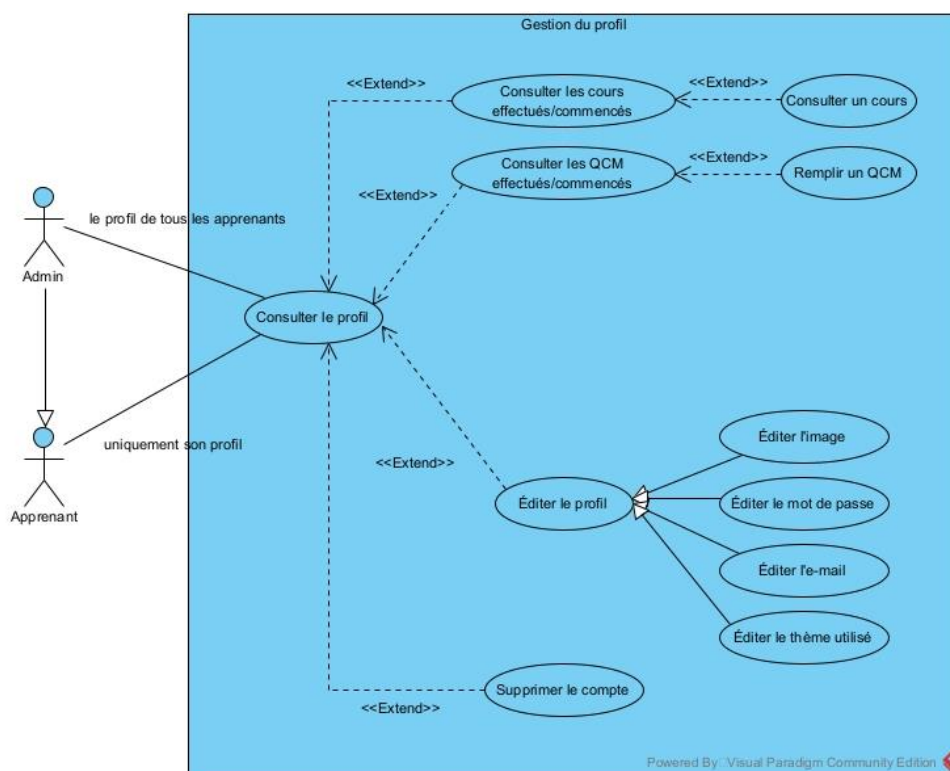 Gestion du profil
<<Extend>>
Consulter les cours
effectués/commencés
<<Extend>>
Consulter un cours
<<Extend>>
Consulter les QCM
effectués/commencés
<<Extend>>
Remplir un QCM
le profil de tous les apprenants
Admin
Consulter le profil
uniquement son profil
Apprenant
<<Extend>>
Éditer le profil
Éditer l'image
Éditer le mot de passe
Éditer l'e-mail
Éditer le thème utilisé
Supprimer le compte
<<Extend>>
Powered By: Visual Paradigm Community Edition